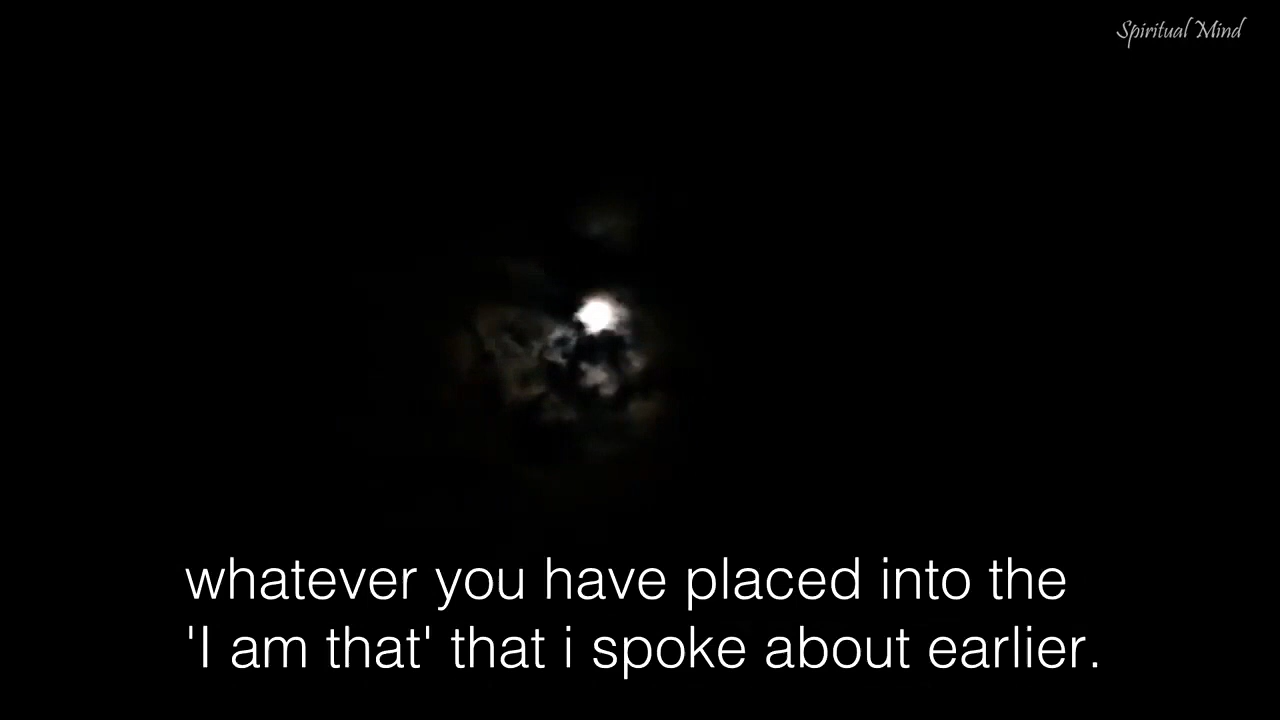 Spiritual Mind
whatever you have placed into the
'I am that' that i spoke about earlier.